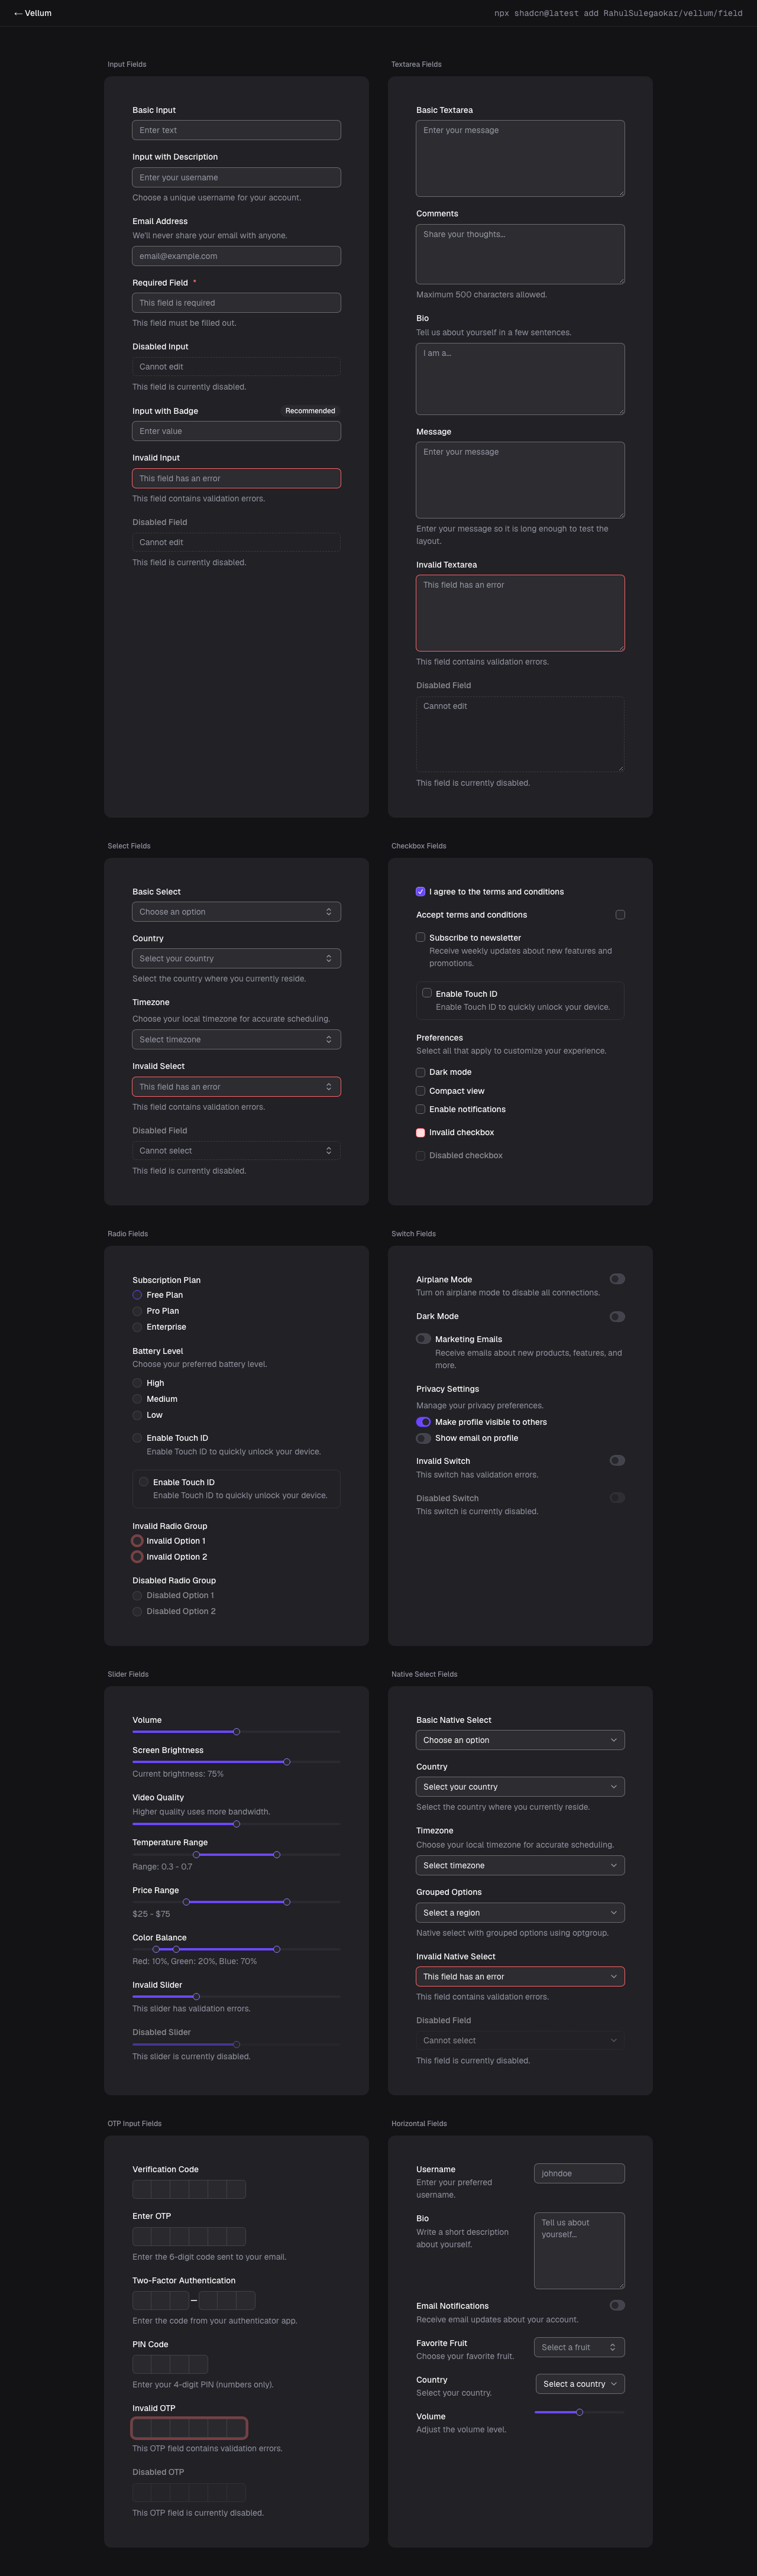 ← Vellum
npx shadcn@latest add RahulSulegaokar/vellum/field
Input Fields
Basic Input
Enter text
Input with Description
Enter your username
Choose a unique username for your account.
Email Address
We'll never share your email with anyone.
email@example.com
Required Field *
This field is required
This field must be filled out.
Disabled Input
Cannot edit
This field is currently disabled.
Input with Badge
Recommended
Enter value
Invalid Input
This field has an error
This field contains validation errors.
Disabled Field
Cannot edit
This field is currently disabled.
Textarea Fields
Basic Textarea
Enter your message
Comments
Share your thoughts...
Maximum 500 characters allowed.
Bio
Tell us about yourself in a few sentences.
I am a...
Message
Enter your message
Enter your message so it is long enough to test the
layout.
Invalid Textarea
This field has an error
This field contains validation errors.
Disabled Field
Cannot edit
This field is currently disabled.
Select Fields
Basic Select
Choose an option
Country
Select your country
Select the country where you currently reside.
Timezone
Choose your local timezone for accurate scheduling.
Select timezone
Invalid Select
This field has an error
This field contains validation errors.
Disabled Field
Cannot select
This field is currently disabled.
Checkbox Fields
I agree to the terms and conditions
Accept terms and conditions
Subscribe to newsletter
Receive weekly updates about new features and
promotions.
Enable Touch ID
Enable Touch ID to quickly unlock your device.
Preferences
Select all that apply to customize your experience.
Dark mode
Compact view
Enable notifications
Invalid checkbox
Disabled checkbox
Radio Fields
Subscription Plan
Free Plan
Pro Plan
Enterprise
Battery Level
Choose your preferred battery level.
High
Medium
Low
Enable Touch ID
Enable Touch ID to quickly unlock your device.
Enable Touch ID
Enable Touch ID to quickly unlock your device.
Invalid Radio Group
Invalid Option 1
Invalid Option 2
Disabled Radio Group
Disabled Option 1
Disabled Option 2
Switch Fields
Airplane Mode
Turn on airplane mode to disable all connections.
Dark Mode
Marketing Emails
Receive emails about new products, features, and
more.
Privacy Settings
Manage your privacy preferences.
Make profile visible to others
Show email on profile
Invalid Switch
This switch has validation errors.
Disabled Switch
This switch is currently disabled.
Slider Fields
Volume
Screen Brightness
Current brightness: 75%
Video Quality
Higher quality uses more bandwidth.
Temperature Range
Range: 0.3 - 0.7
Price Range
$25 - $75
Color Balance
Red: 10%, Green: 20%, Blue: 70%
Invalid Slider
This slider has validation errors.
Disabled Slider
This slider is currently disabled.
Native Select Fields
Basic Native Select
Choose an option
Country
Select your country
Select the country where you currently reside.
Timezone
Choose your local timezone for accurate scheduling.
Select timezone
Grouped Options
Select a region
Native select with grouped options using optgroup.
Invalid Native Select
This field has an error
This field contains validation errors.
Disabled Field
Cannot select
This field is currently disabled.
OTP Input Fields
Verification Code
Enter OTP
Enter the 6-digit code sent to your email.
Two-Factor Authentication
Enter the code from your authenticator app.
PIN Code
Enter your 4-digit PIN (numbers only).
Invalid OTP
This OTP field contains validation errors.
Disabled OTP
This OTP field is currently disabled.
Horizontal Fields
Username
Enter your preferred
username.
johndoe
Bio
Write a short description
about yourself.
Tell us about
yourself...
Email Notifications
Receive email updates about your account.
Favorite Fruit
Choose your favorite fruit.
Select a fruit
Country
Select your country.
Select a country
Volume
Adjust the volume level.